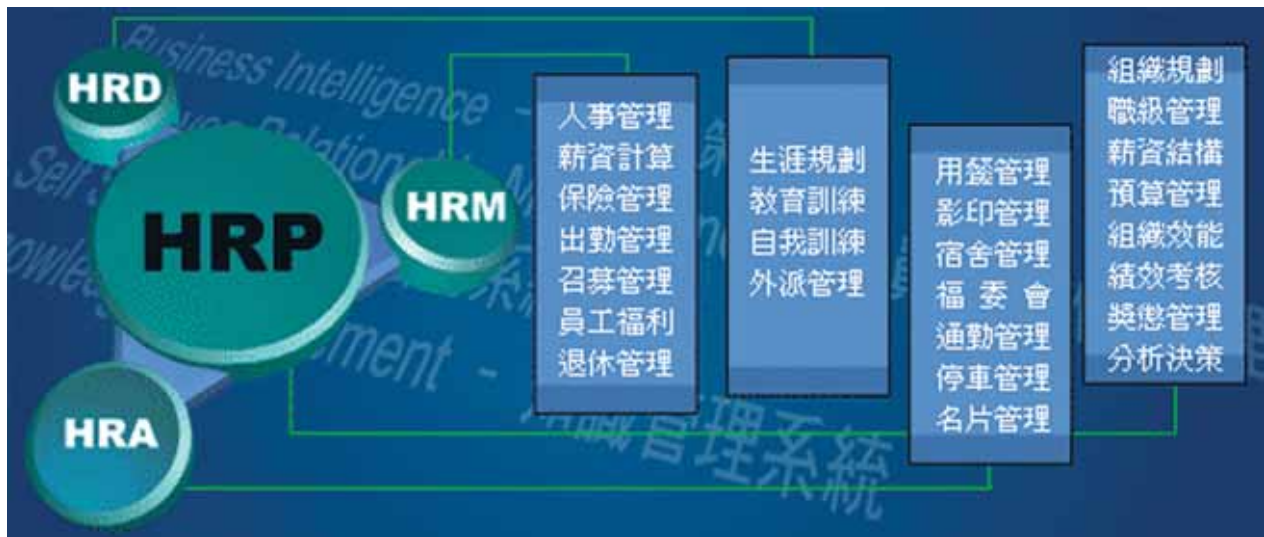 HRD
HRP
HRM
HRA
人事管理
薪資計算
保險管理
出勤管理
召募管理
員工福利
退休管理
生涯規劃
教育訓練
自我訓練
外派管理
用餐管理
影印管理
宿舍管理
福委會
通勤管理
停車管理
名片管理
組織規劃
職級管理
薪資結構
預算管理
組織效能
績效考核
獎懲管理
分析決策
Business Intelligence -
管理系統